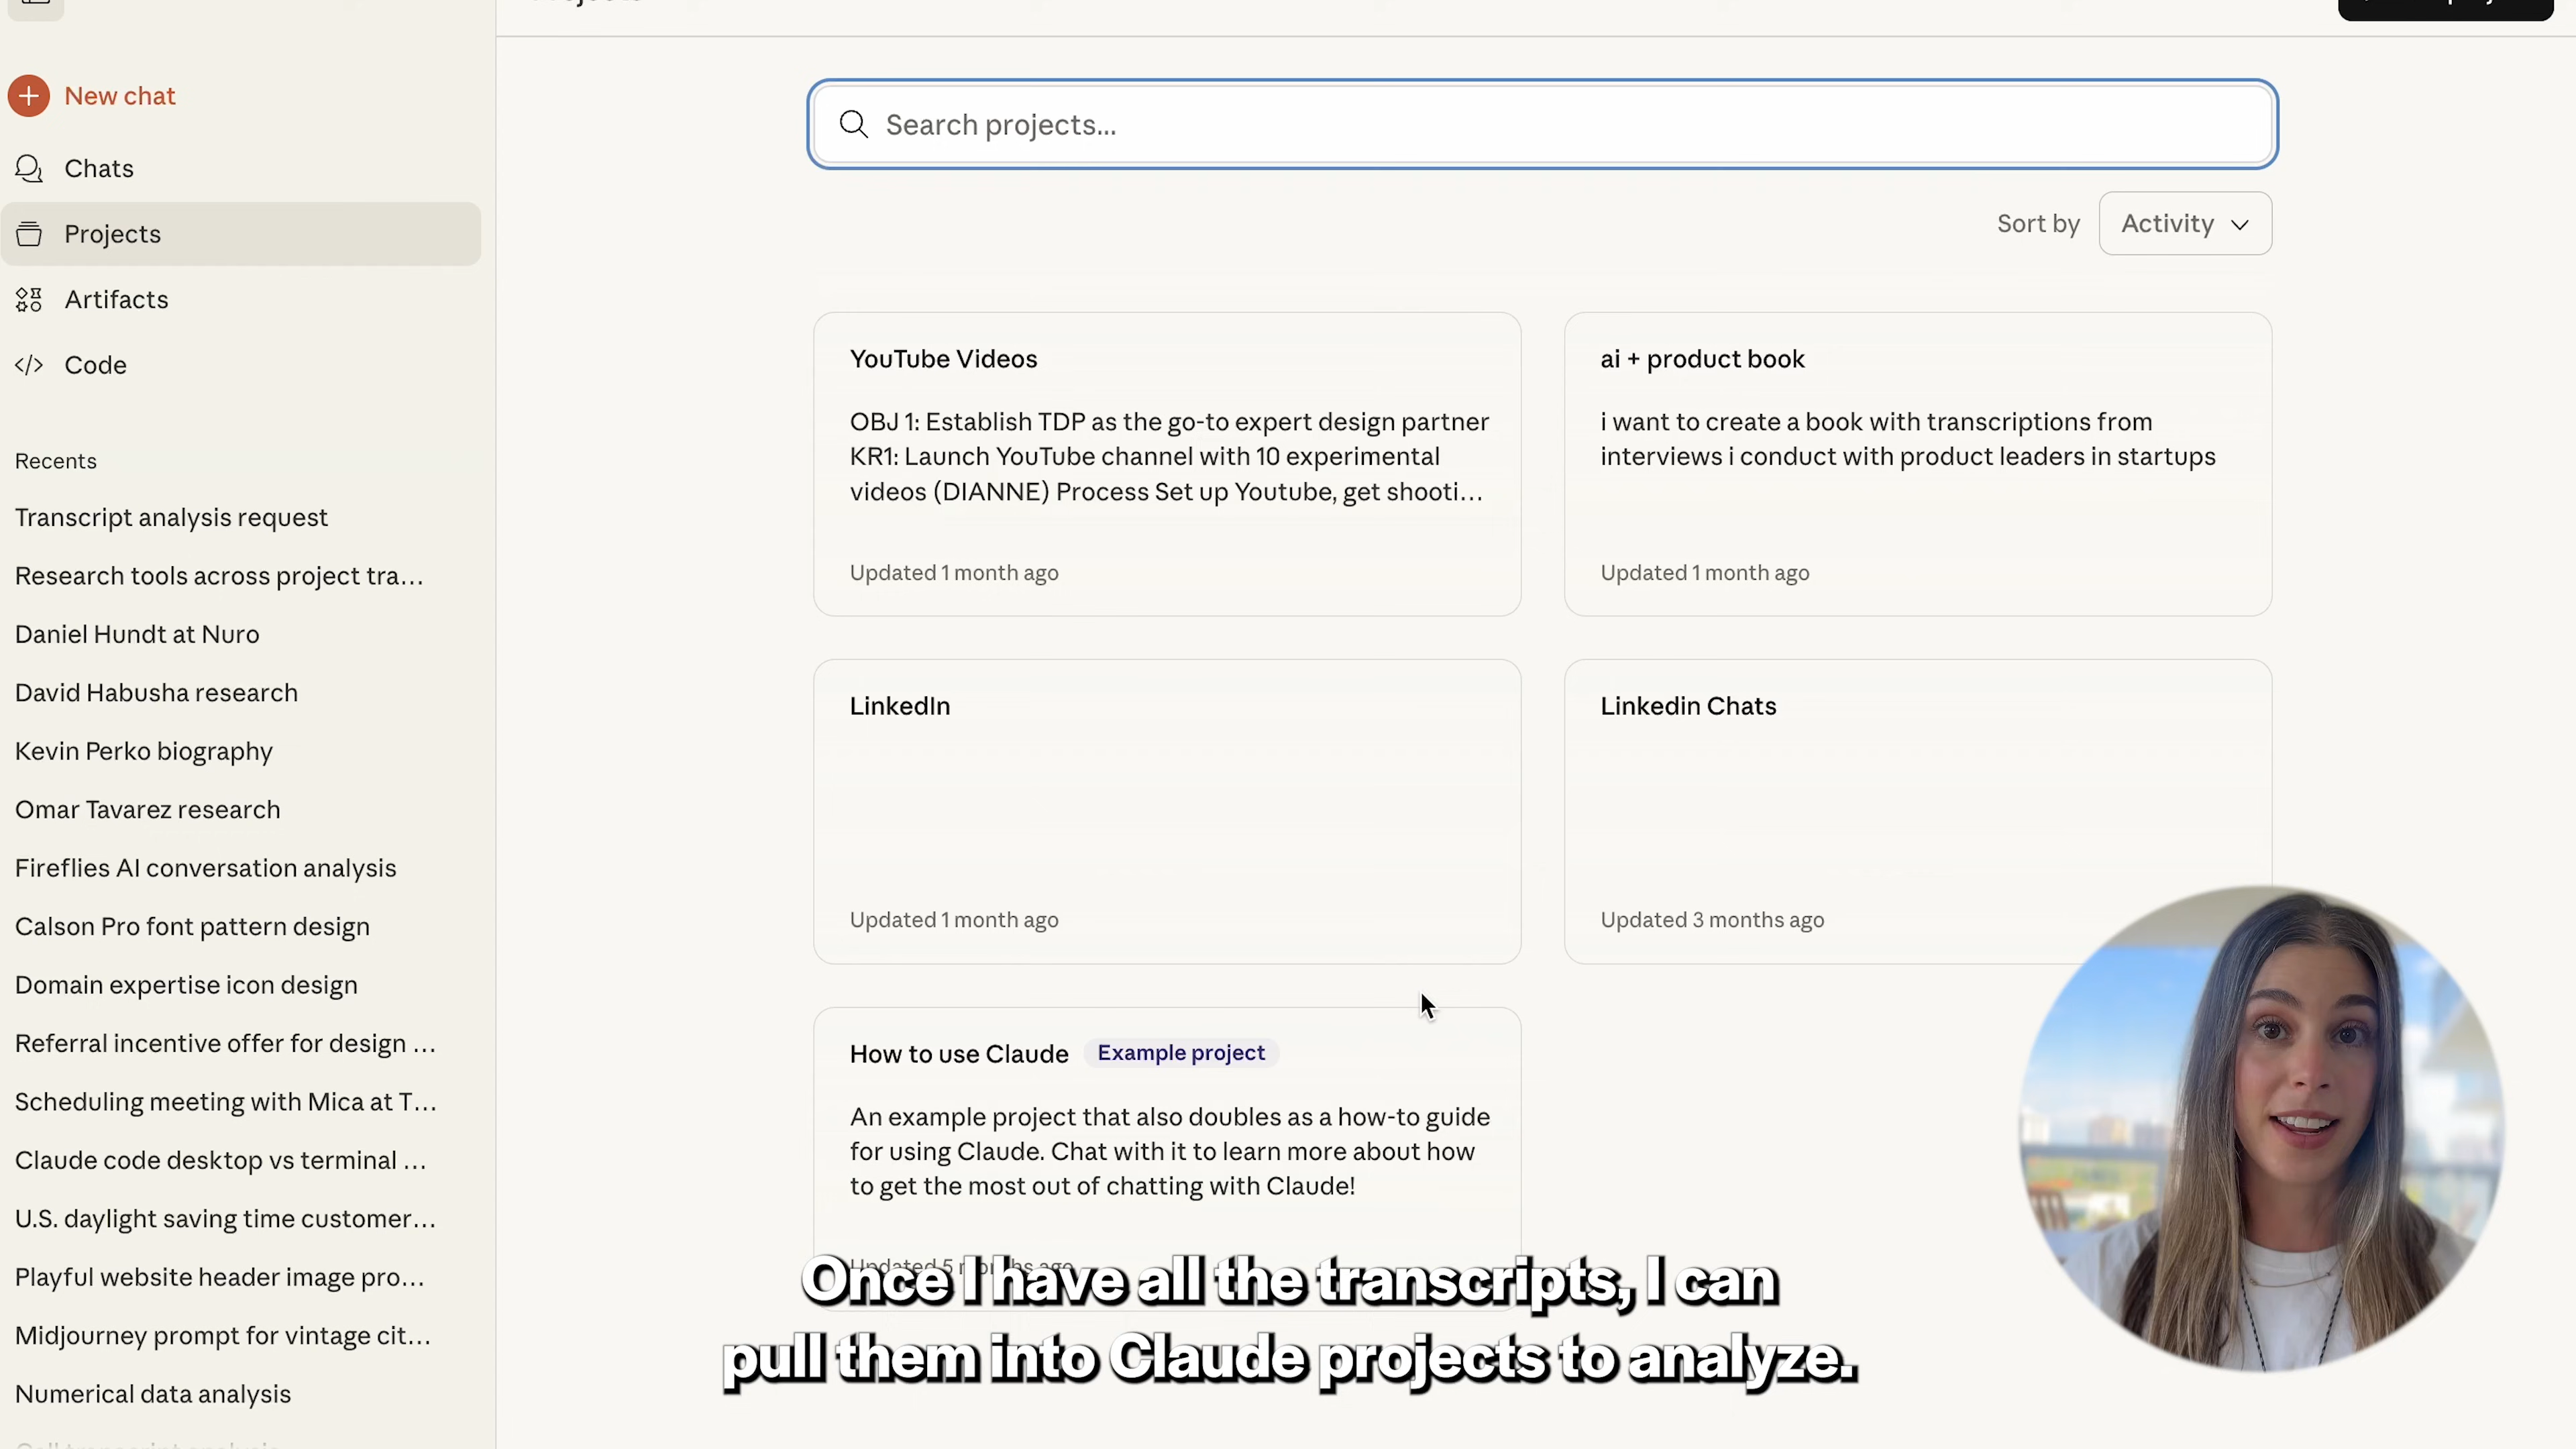 New chat
Chats
Projects
Artifacts
Code
Recents
Transcript analysis request
Research tools across project tra...
Daniel Hundt at Nuro
David Habusha research
Kevin Perko biography
Omar Tavarez research
Fireflies AI conversation analysis
Calson Pro font pattern design
Domain expertise icon design
Referral incentive offer for design ...
Scheduling meeting with Mica at T...
Claude code desktop vs terminal ...
U.S. daylight saving time customer...
Playful website header image pro...
Midjourney prompt for vintage cit...
Numerical data analysis
Search projects...
Sort by Activity
YouTube Videos
OBJ 1: Establish TDP as the go-to expert design partner
KR1: Launch YouTube channel with 10 experimental
videos (DIANNE) Process Set up Youtube, get shooti...
Updated 1 month ago
ai + product book
i want to create a book with transcriptions from
interviews i conduct with product leaders in startups
Updated 1 month ago
LinkedIn
Updated 1 month ago
Linkedin Chats
Updated 3 months ago
How to use Claude Example project
An example project that also doubles as a how-to guide
for using Claude. Chat with it to learn more about how
to get the most out of chatting with Claude!
Updated 5 months ago
Once I have all the transcripts, I can
pull them into Claude projects to analyze.